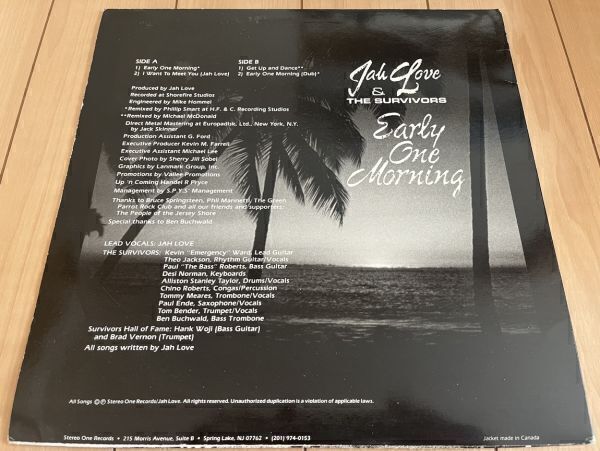 SIDE A
1) Early One Morning*
2) I Want To Meet You (Jah Love)
SIDE B
1) Get Up and Dance**
2) Early One Morning (Dub)*
Jah Love
&
THE SURVIVORS
Early
One
Morning
Produced by Jah Love
Recorded at Shorefire Studios
Engineered by Mike Hommel
*Remixed by Phillip Smart at H.F. & C. Recording Studios
**Remixed by Michael McDonald
Direct Metal Mastering at Europadisk, Ltd., New York, N.Y.
by Jack Skinner
Production Assistant G. Ford
Executive Producer Kevin M. Farrell
Executive Assistant Michael Lee
Cover Photo by Sherry Jill Sobel
Graphics by Lanmark Group, Inc.
Promotions by Vallee Promotions
Up 'n Coming Handel R Pryce
Management by S.P.Y.S' Management
Thanks to Bruce Springsteen, Phil Marinetti, The Green
Parrot Rock Club and all our friends and supporters:
The People of the Jersey Shore
Special thanks to Ben Buchwald
LEAD VOCALS: JAH LOVE
THE SURVIVORS: Kevin "Emergency" Ward, Lead Guitar
Theo Jackson, Rhythm Guitar/Vocals
Paul "The Bass" Roberts, Bass Guitar
Desi Norman, Keyboards
Alliston Stanley Taylor, Drums/Vocals
Chino Roberts, Congas/Percussion
Tommy Meares, Trombone/Vocals
Paul Ende, Saxophone/Vocals
Tom Bender, Trumpet/Vocals
Ben Buchwald, Bass Trombone
Survivors Hall of Fame: Hank Woji (Bass Guitar)
and Brad Vernon (Trumpet)
All songs written by Jah Love
All Songs © ℗ Stereo One Records/Jah Love. All rights reserved. Unauthorized duplication is a violation of applicable laws.
Stereo One Records • 215 Morris Avenue, Suite B • Spring Lake, NJ 07762 • (201) 974-0153
Jacket made in Canada